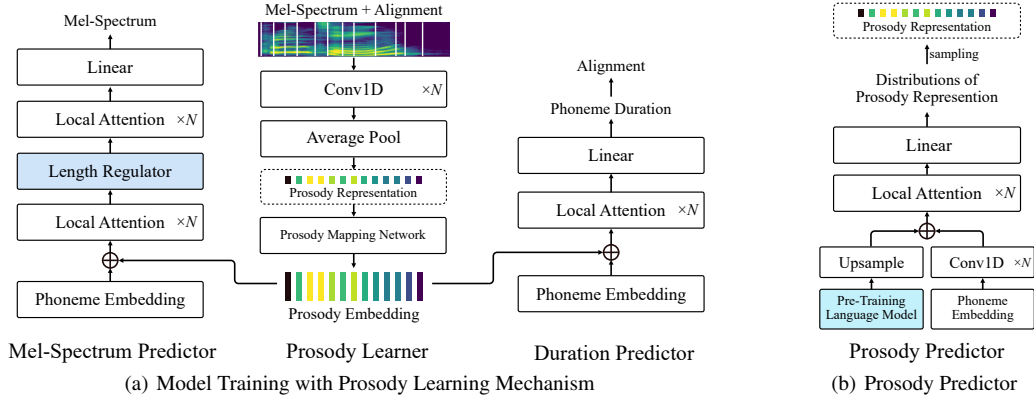 Mel-Spectrum
Linear
Local Attention ×N
Length Regulator
Local Attention ×N
Phoneme Embedding
Mel-Spectrum Predictor
Mel-Spectrum + Alignment
Conv1D ×N
Average Pool
Prosody Representation
Prosody Mapping Network
Prosody Embedding
Prosody Learner
Alignment
Phoneme Duration
Linear
Local Attention ×N
Phoneme Embedding
Duration Predictor
(a) Model Training with Prosody Learning Mechanism
Prosody Representation
sampling
Distributions of
Prosody Represention
Linear
Local Attention ×N
Upsample
Conv1D ×N
Pre-Training
Language Model
Phoneme
Embedding
Prosody Predictor
(b) Prosody Predictor